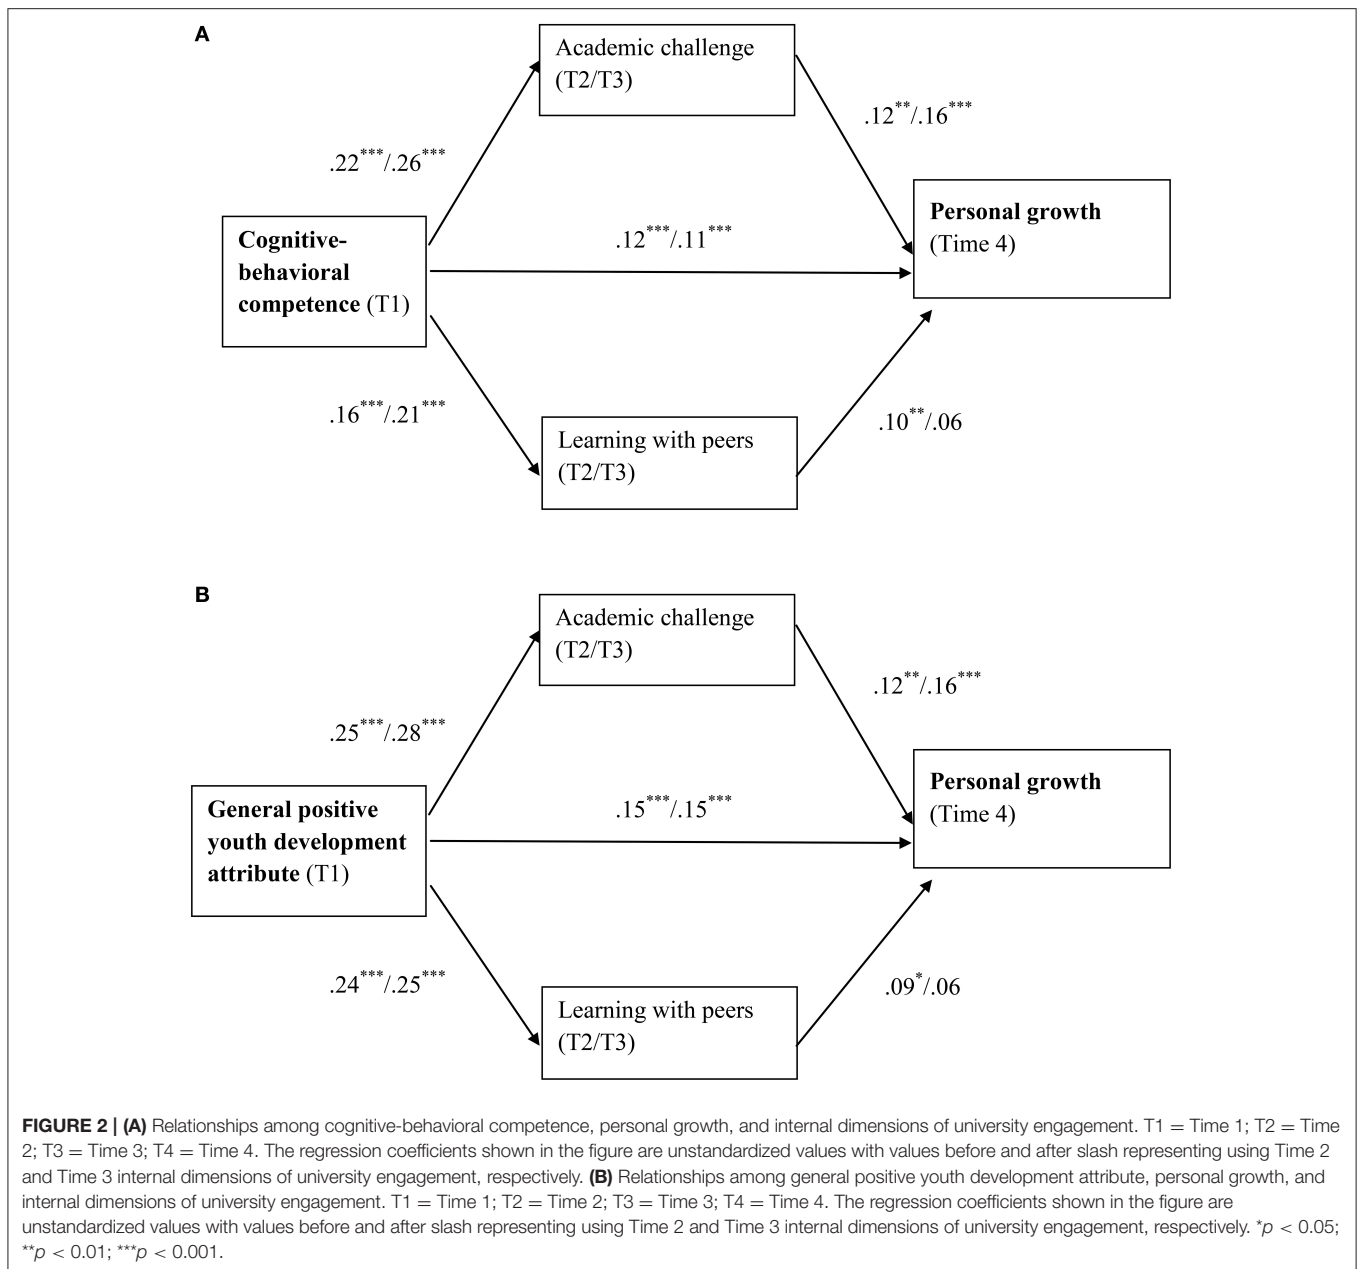 A
Academic challenge
(T2/T3)
.12**/.16***
.22***/.26***
Personal growth
(Time 4)
.12***/.11***
Cognitive-
behavioral
competence (T1)
.16***/.21***
.10**/.06
Learning with peers
(T2/T3)
B
Academic challenge
(T2/T3)
.12**/.16***
.25***/.28***
Personal growth
(Time 4)
.15***/.15***
General positive
youth development
attribute (T1)
.24***/.25***
.09*/.06
Learning with peers
(T2/T3)
FIGURE 2 | (A) Relationships among cognitive-behavioral competence, personal growth, and internal dimensions of university engagement. T1 = Time 1; T2 = Time
2; T3 = Time 3; T4 = Time 4. The regression coefficients shown in the figure are unstandardized values with values before and after slash representing using Time 2
and Time 3 internal dimensions of university engagement, respectively. (B) Relationships among general positive youth development attribute, personal growth, and
internal dimensions of university engagement. T1 = Time 1; T2 = Time 2; T3 = Time 3; T4 = Time 4. The regression coefficients shown in the figure are
unstandardized values with values before and after slash representing using Time 2 and Time 3 internal dimensions of university engagement, respectively. *p < 0.05;
**p < 0.01; ***p < 0.001.